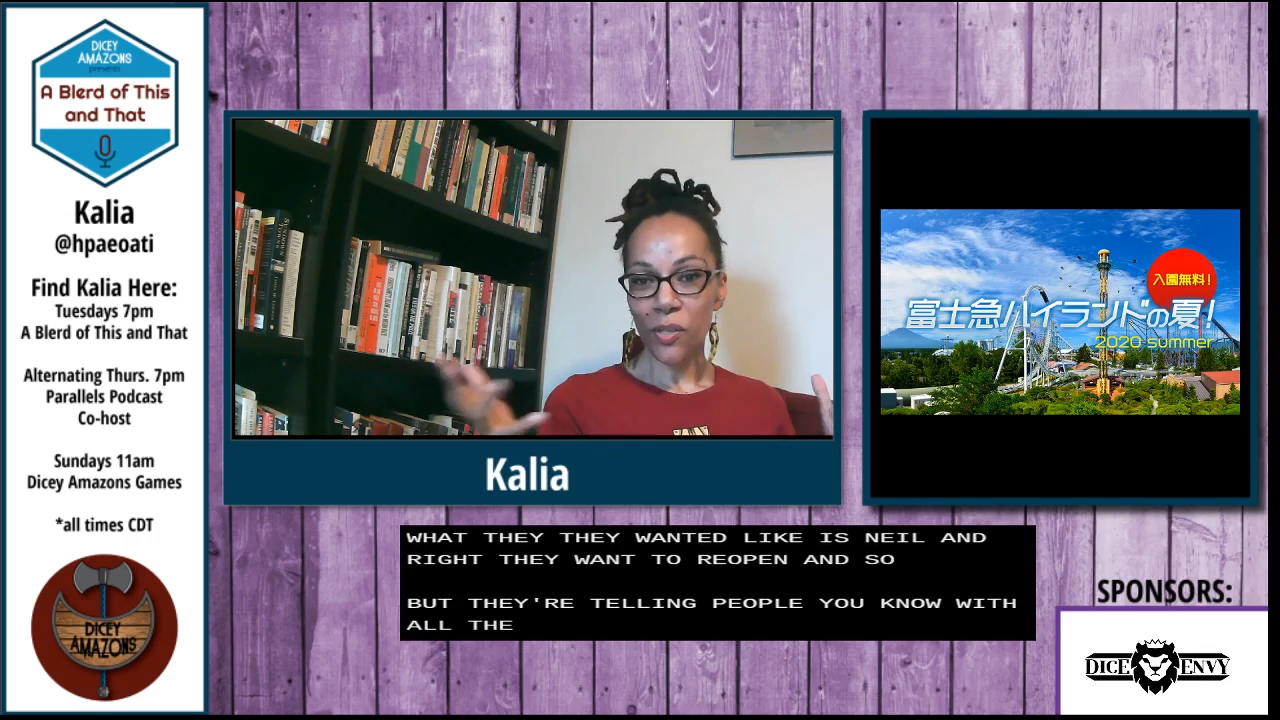 DICEY
AMAZONS
presents
A Blerd of This
and That
Kalia
@hpaeoati
Find Kalia Here:
Tuesdays 7pm
A Blerd of This and That
Alternating Thurs. 7pm
Parallels Podcast
Co-host
Sundays 11am
Dicey Amazons Games
*all times CDT
DICEY
AMAZONS
Kalia
入園無料！
富士急ハイランドの夏！
2020 summer
WHAT THEY THEY WANTED LIKE IS NEIL AND
RIGHT THEY WANT TO REOPEN AND SO
BUT THEY'RE TELLING PEOPLE YOU KNOW WITH
ALL THE
SPONSORS:
DICE ENVY